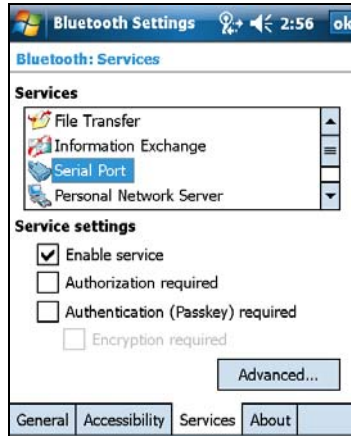 Bluetooth Settings 2:56 ok
Bluetooth: Services
Services
File Transfer
Information Exchange
Serial Port
Personal Network Server
Service settings
Enable service
Authorization required
Authentication (Passkey) required
Encryption required
Advanced...
General Accessibility Services About